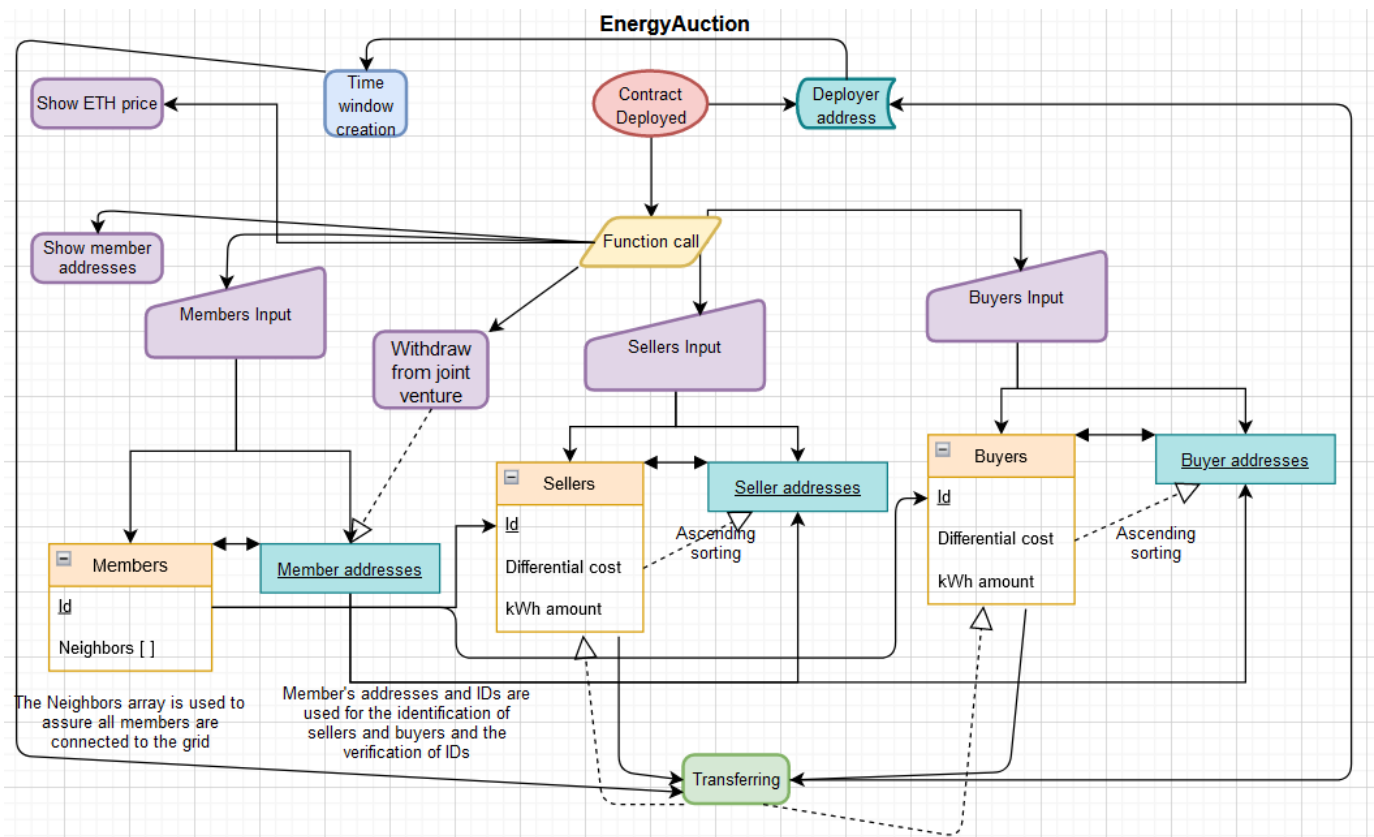 EnergyAuction
Show ETH price
Time
window
creation
Contract
Deployed
Deployer
address
Show member
addresses
Function call
Members Input
Withdraw
from joint
venture
Sellers Input
Buyers Input
Members
Id
Neighbors [ ]
Member addresses
Sellers
Id
Differential cost
kWh amount
Seller addresses
Ascending
sorting
Buyers
Id
Differential cost
kWh amount
Buyer addresses
Ascending
sorting
The Neighbors array is used to
assure all members are
connected to the grid
Member's addresses and IDs are
used for the identification of
sellers and buyers and the
verification of IDs
Transferring